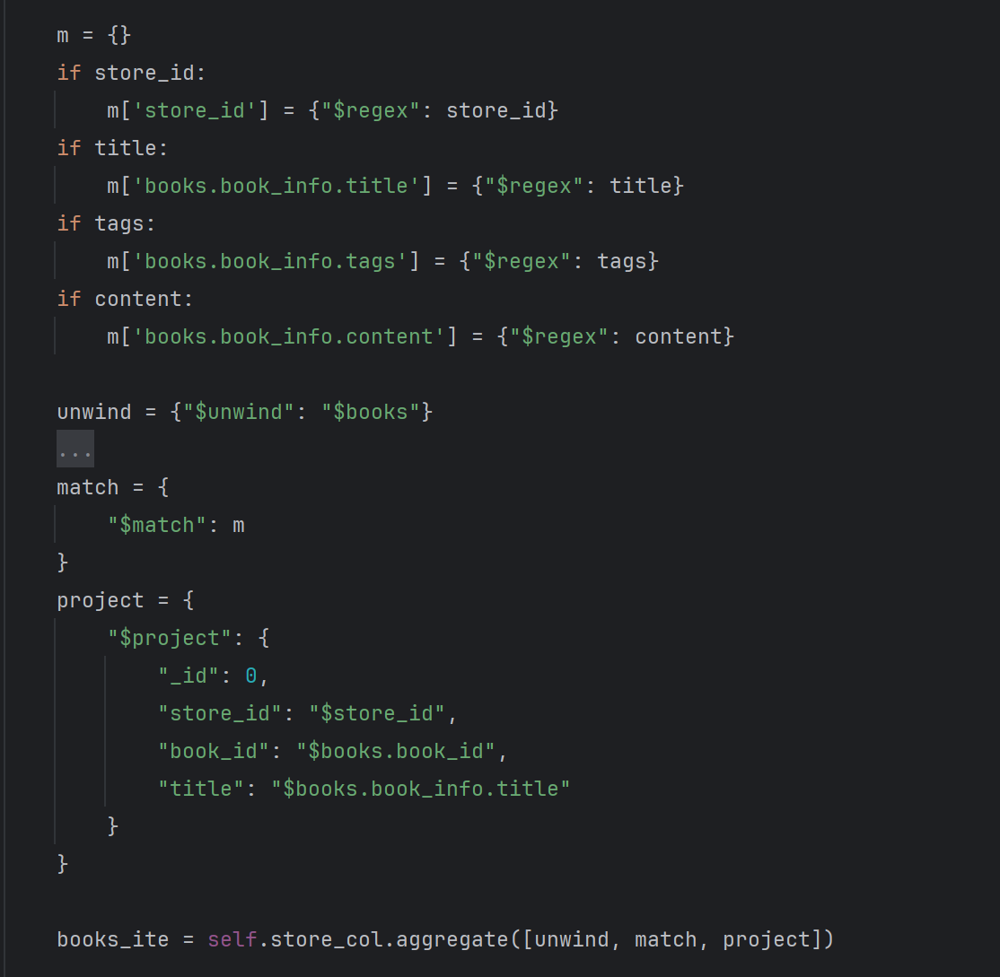 m = {}
if store_id:
    m['store_id'] = {"$regex": store_id}
if title:
    m['books.book_info.title'] = {"$regex": title}
if tags:
    m['books.book_info.tags'] = {"$regex": tags}
if content:
    m['books.book_info.content'] = {"$regex": content}
unwind = {"$unwind": "$books"}
...
match = {
    "$match": m
}
project = {
    "$project": {
        "_id": 0,
        "store_id": "$store_id",
        "book_id": "$books.book_id",
        "title": "$books.book_info.title"
    }
}
books_ite = self.store_col.aggregate([unwind, match, project])